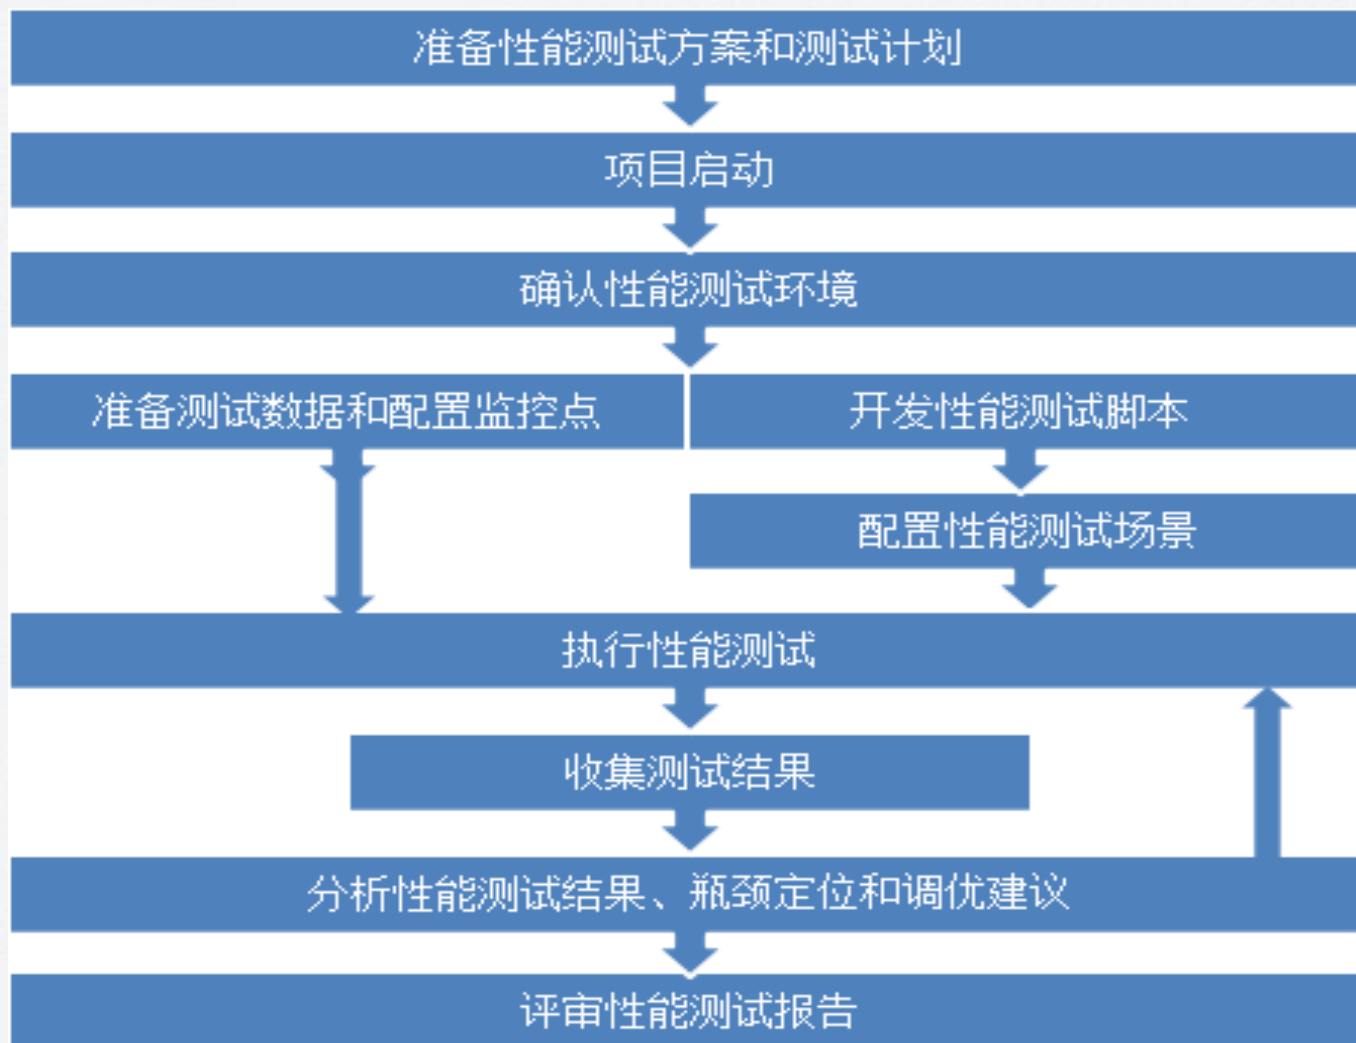 准备性能测试方案和测试计划
项目启动
确认性能测试环境
准备测试数据和配置监控点
开发性能测试脚本
配置性能测试场景
执行性能测试
收集测试结果
分析性能测试结果、瓶颈定位和调优建议
评审性能测试报告